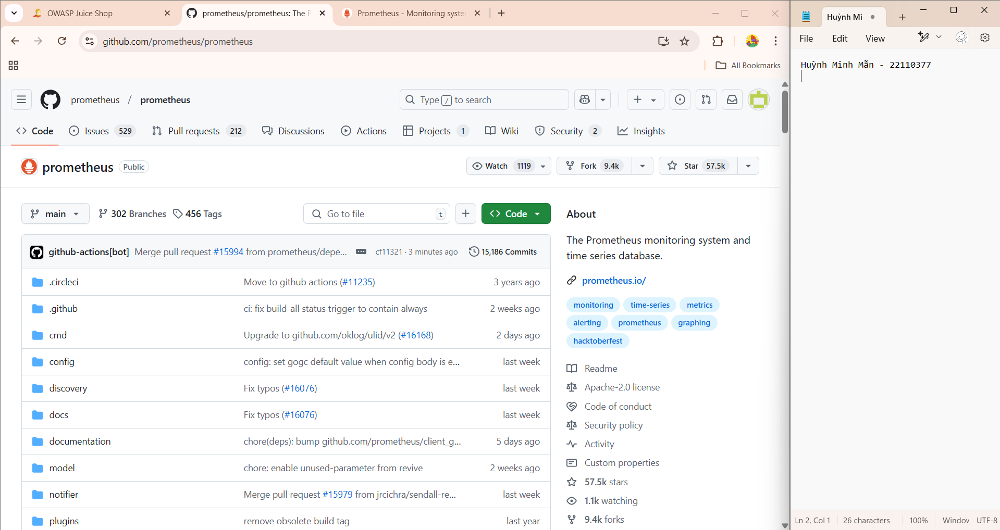 OWASP Juice Shop
prometheus/prometheus: The P
Prometheus - Monitoring syste
github.com/prometheus/prometheus
All Bookmarks
prometheus / prometheus
Type / to search
Code
Issues 529
Pull requests 212
Discussions
Actions
Projects 1
Wiki
Security 2
Insights
prometheus Public
Watch 1119
Fork 9.4k
Star 57.5k
main
302 Branches
456 Tags
Go to file t
Code
github-actions[bot] Merge pull request #15994 from prometheus/depe... cf11321 · 3 minutes ago 15,186 Commits
.circleci Move to github actions (#11235) 3 years ago
.github ci: fix build-all status trigger to contain always 2 weeks ago
cmd Upgrade to github.com/oklog/ulid/v2 (#16168) 2 days ago
config config: set gogc default value when config body is e... last week
discovery Fix typos (#16076) last week
docs Fix typos (#16076) last week
documentation chore(deps): bump github.com/prometheus/client_g... 5 days ago
model chore: enable unused-parameter from revive 2 weeks ago
notifier Merge pull request #15979 from jrcichra/sendall-re... last week
plugins remove obsolete build tag last year
About
The Prometheus monitoring system and
time series database.
prometheus.io/
monitoring time-series metrics
alerting prometheus graphing
hacktoberfest
Readme
Apache-2.0 license
Code of conduct
Security policy
Activity
Custom properties
57.5k stars
1.1k watching
9.4k forks
Huỳnh Mi
File Edit View
Huỳnh Minh Mẫn - 22110377
Ln 2, Col 1 26 characters 100% Window UTF-8